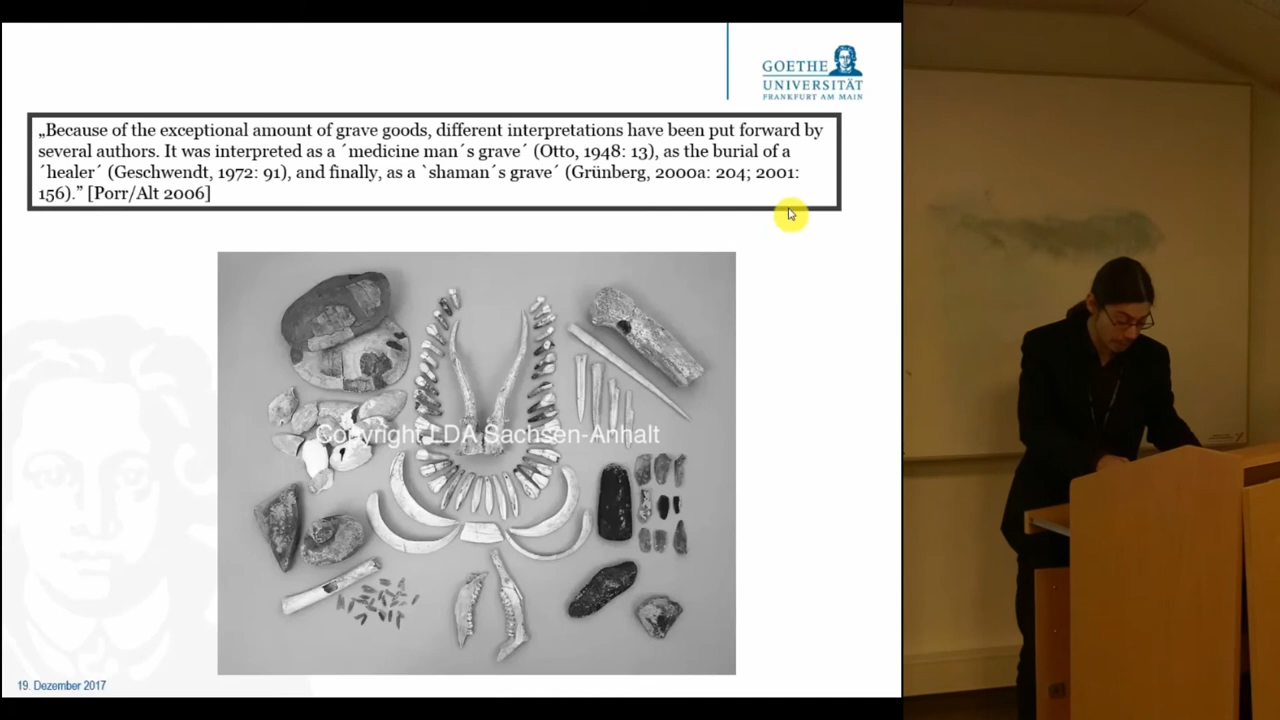 GOETHE
UNIVERSITÄT
FRANKFURT AM MAIN
„Because of the exceptional amount of grave goods, different interpretations have been put forward by
several authors. It was interpreted as a ´medicine man´s grave´ (Otto, 1948: 13), as the burial of a
´healer´ (Geschwendt, 1972: 91), and finally, as a `shaman´s grave´ (Grünberg, 2000a: 204; 2001:
156).” [Porr/Alt 2006]
Copyright LDA Sachsen-Anhalt
19. Dezember 2017